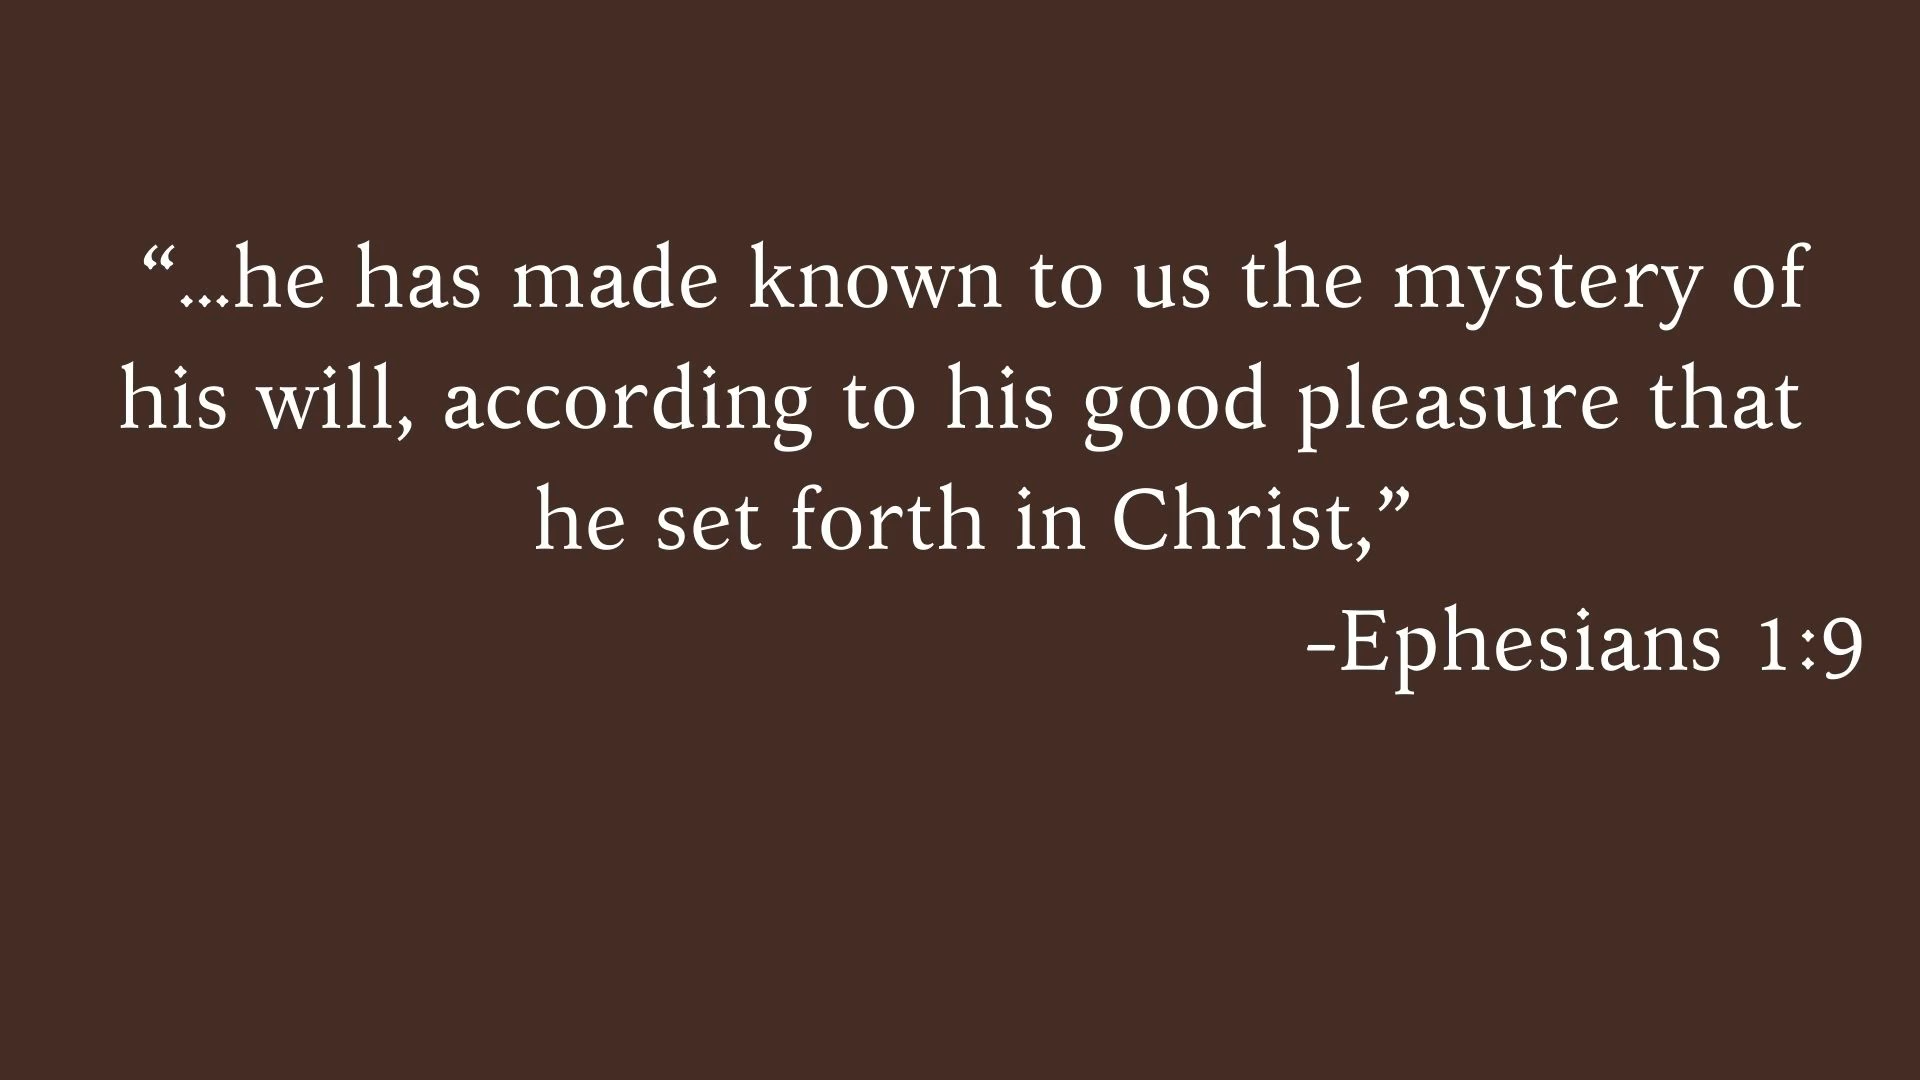 “...he has made known to us the mystery of
his will, according to his good pleasure that
he set forth in Christ,”
-Ephesians 1:9